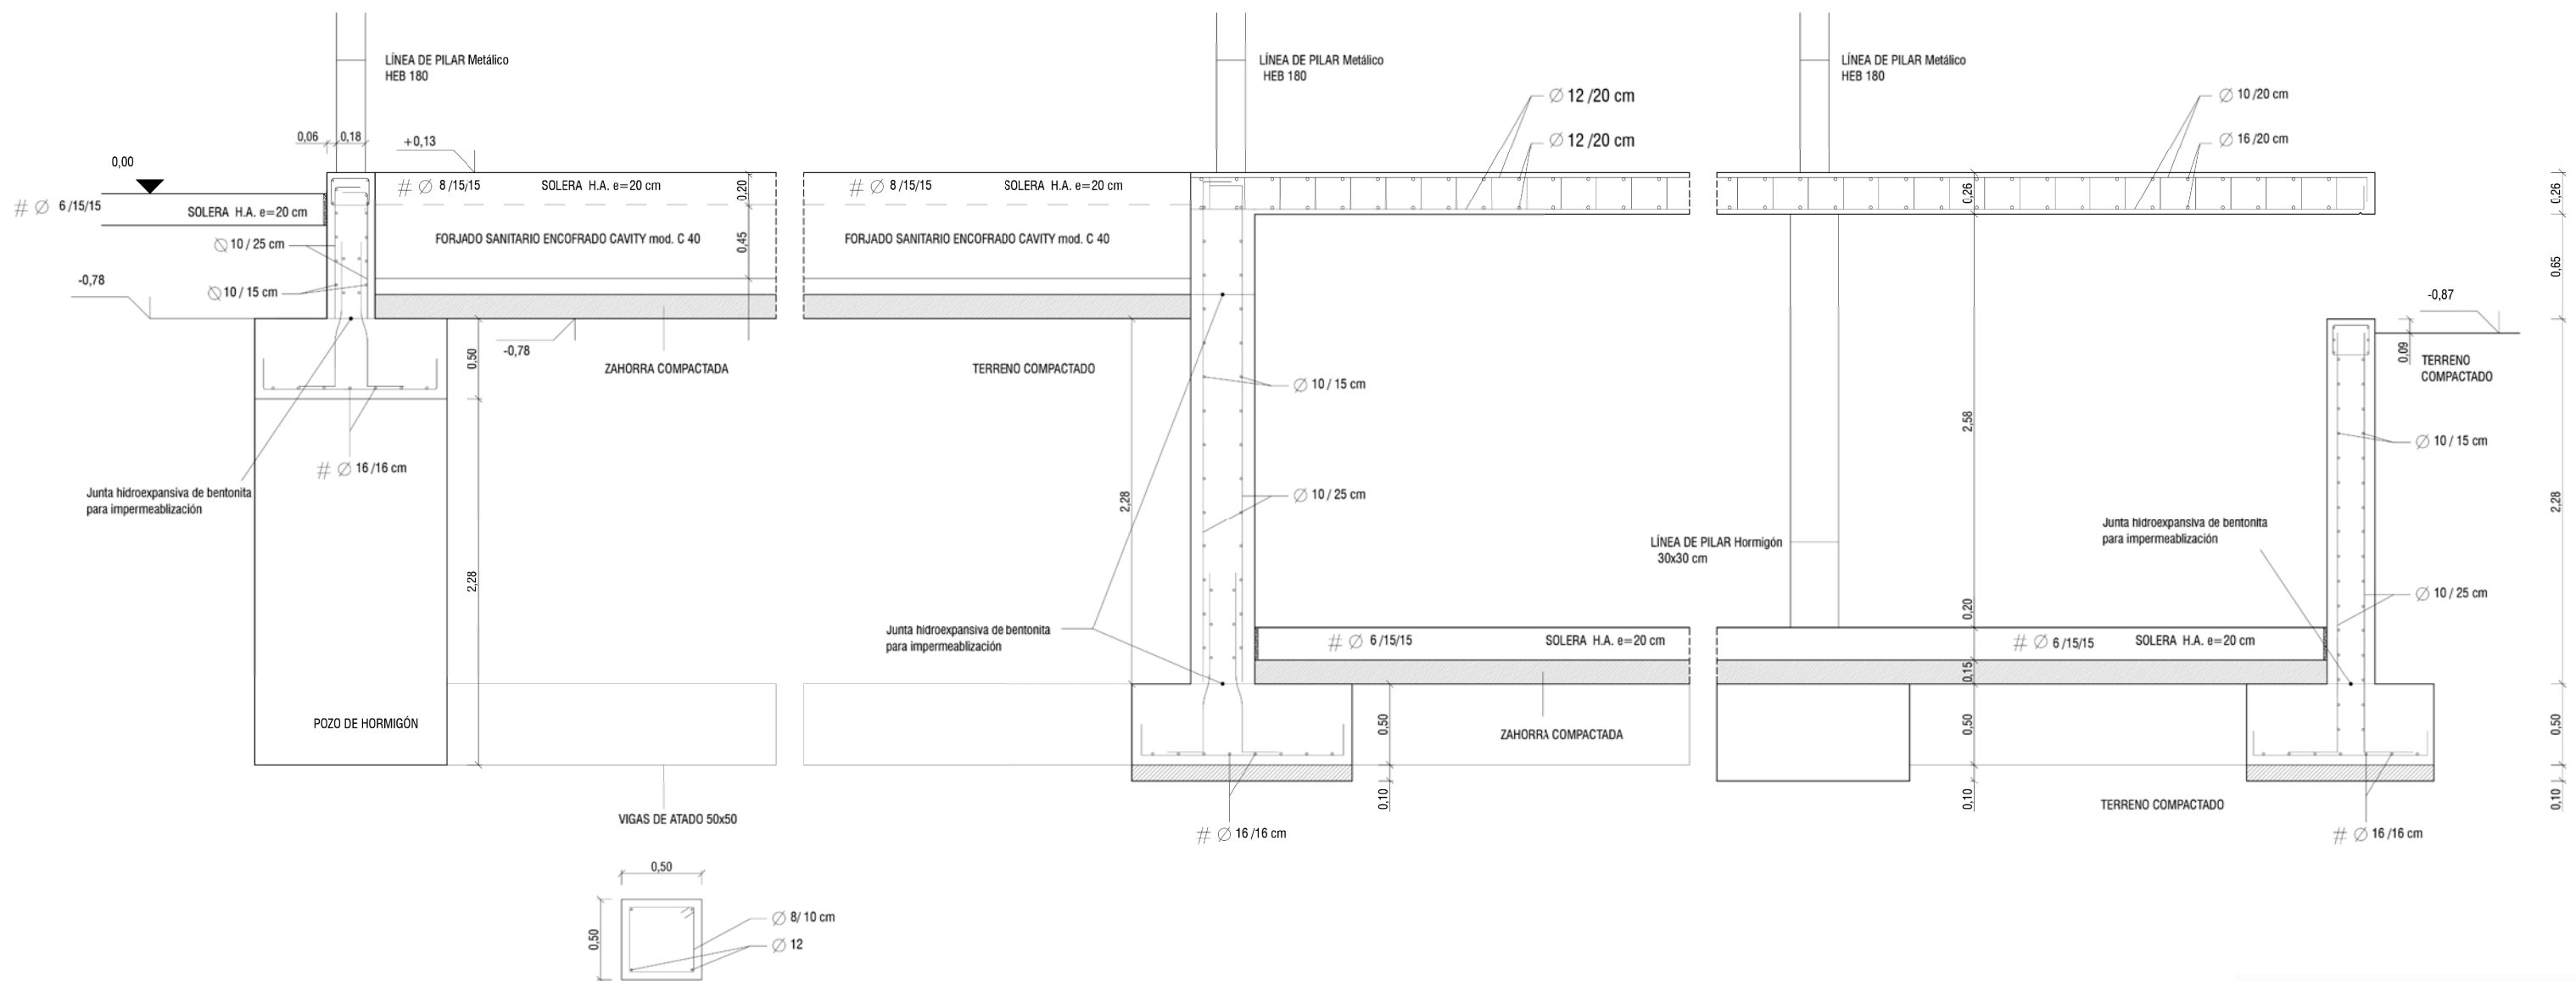 LÍNEA DE PILAR Metálico
HEB 180
LÍNEA DE PILAR Metálico
HEB 180
LÍNEA DE PILAR Metálico
HEB 180
∅ 12 /20 cm
∅ 10 /20 cm
0,06
0,18
+0,13
∅ 12 /20 cm
∅ 16 /20 cm
0,00
# ∅ 6 /15/15
SOLERA H.A. e=20 cm
# ∅ 8 /15/15
SOLERA H.A. e=20 cm
0,20
# ∅ 8 /15/15
SOLERA H.A. e=20 cm
0,26
0,26
∅ 10 / 25 cm
FORJADO SANITARIO ENCOFRADO CAVITY mod. C 40
0,45
FORJADO SANITARIO ENCOFRADO CAVITY mod. C 40
0,65
-0,78
∅ 10 / 15 cm
-0,87
-0,78
0,50
ZAHORRA COMPACTADA
TERRENO COMPACTADO
0,09
TERRENO
COMPACTADO
∅ 10 / 15 cm
2,58
∅ 10 / 15 cm
# ∅ 16 /16 cm
Junta hidroexpansiva de bentonita
para impermeablización
2,28
∅ 10 / 25 cm
2,28
Junta hidroexpansiva de bentonita
para impermeablización
LÍNEA DE PILAR Hormigón
30x30 cm
2,28
∅ 10 / 25 cm
0,20
Junta hidroexpansiva de bentonita
para impermeablización
# ∅ 6 /15/15
SOLERA H.A. e=20 cm
# ∅ 6 /15/15
SOLERA H.A. e=20 cm
0,15
POZO DE HORMIGÓN
0,50
ZAHORRA COMPACTADA
0,50
0,50
0,10
0,10
TERRENO COMPACTADO
0,10
VIGAS DE ATADO 50x50
# ∅ 16 /16 cm
# ∅ 16 /16 cm
0,50
0,50
∅ 8/ 10 cm
∅ 12